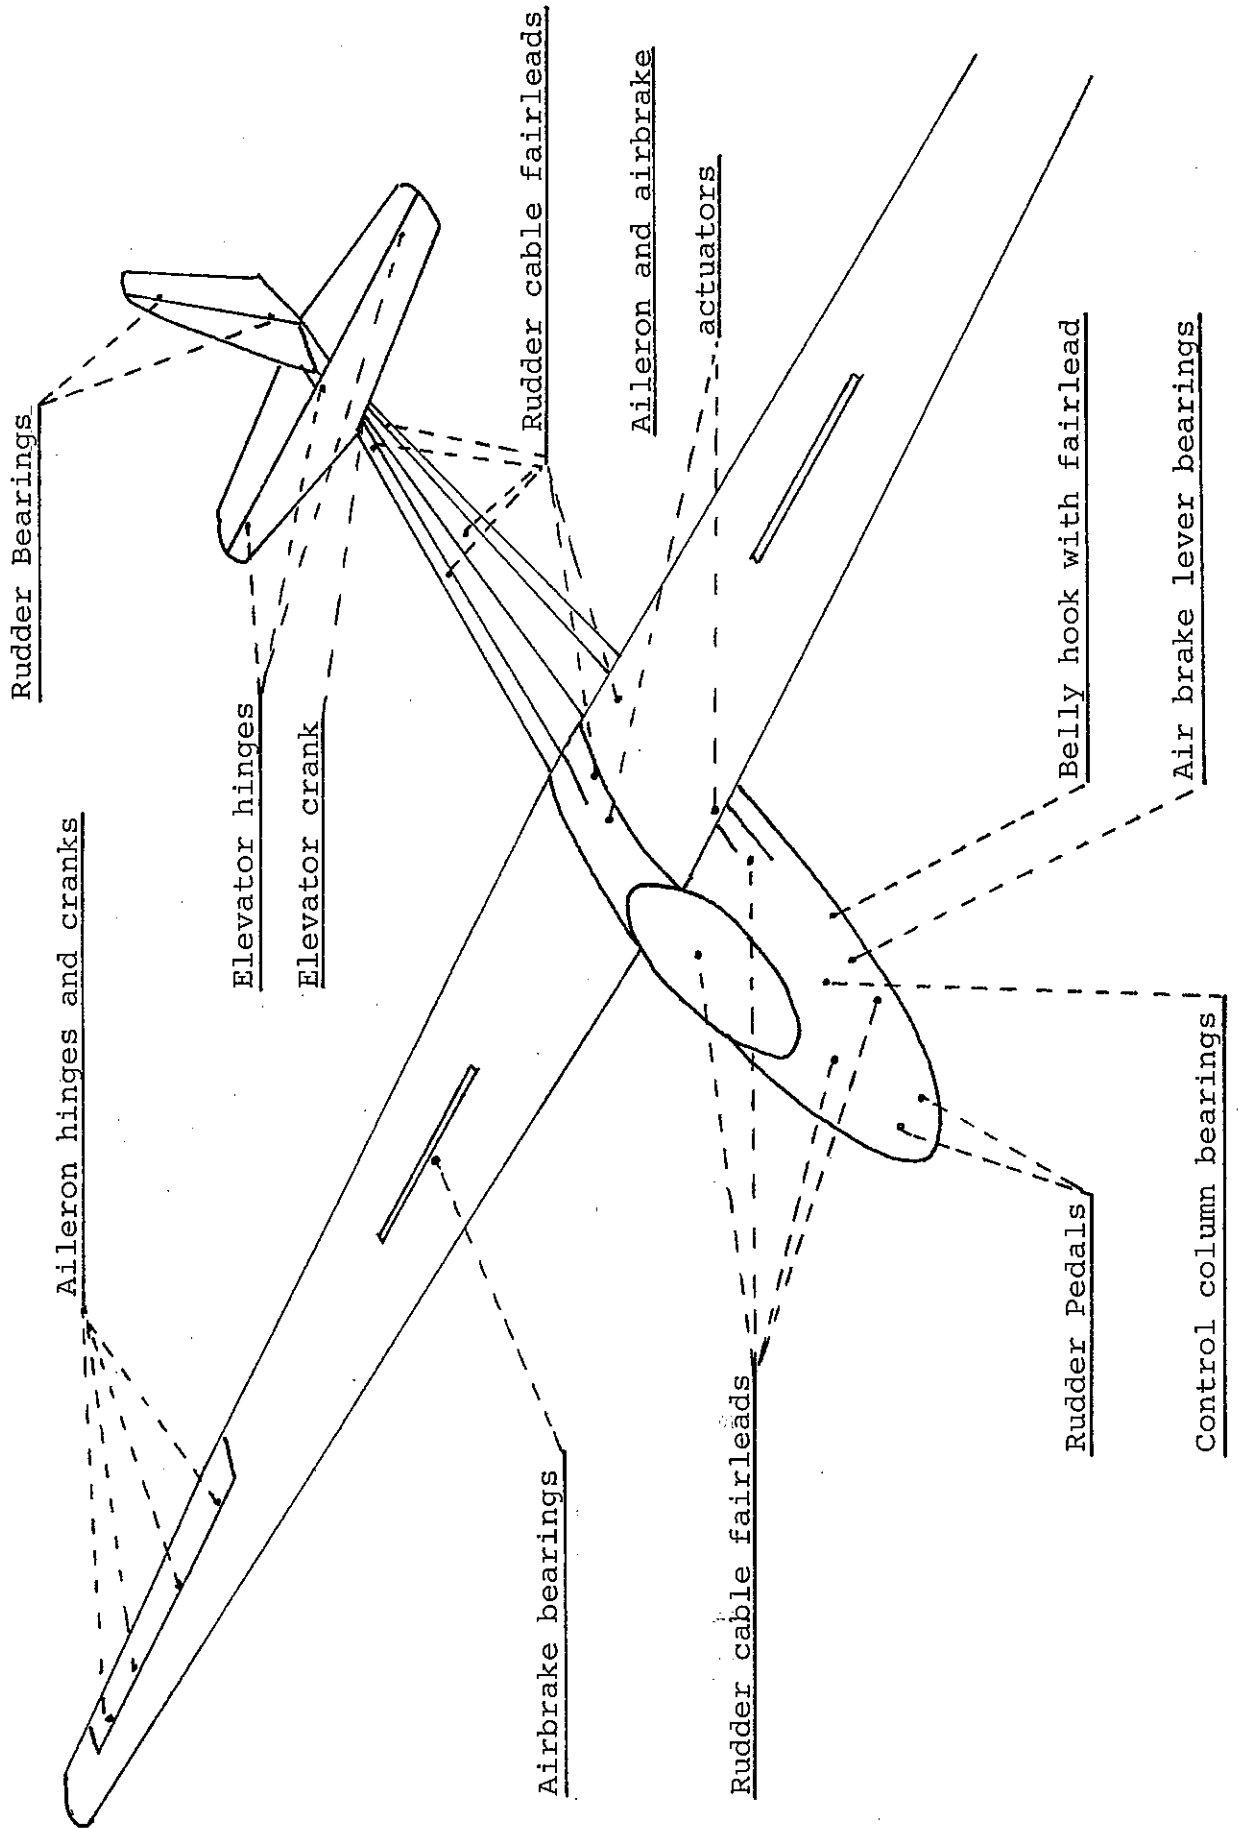 Rudder Bearings
Aileron hinges and cranks
Elevator hinges
Elevator crank
Rudder cable fairleads
Aileron and airbrake
actuators
Airbrake bearings
Rudder cable fairleads
Belly hook with fairlead
Rudder Pedals
Air brake lever bearings
Control column bearings